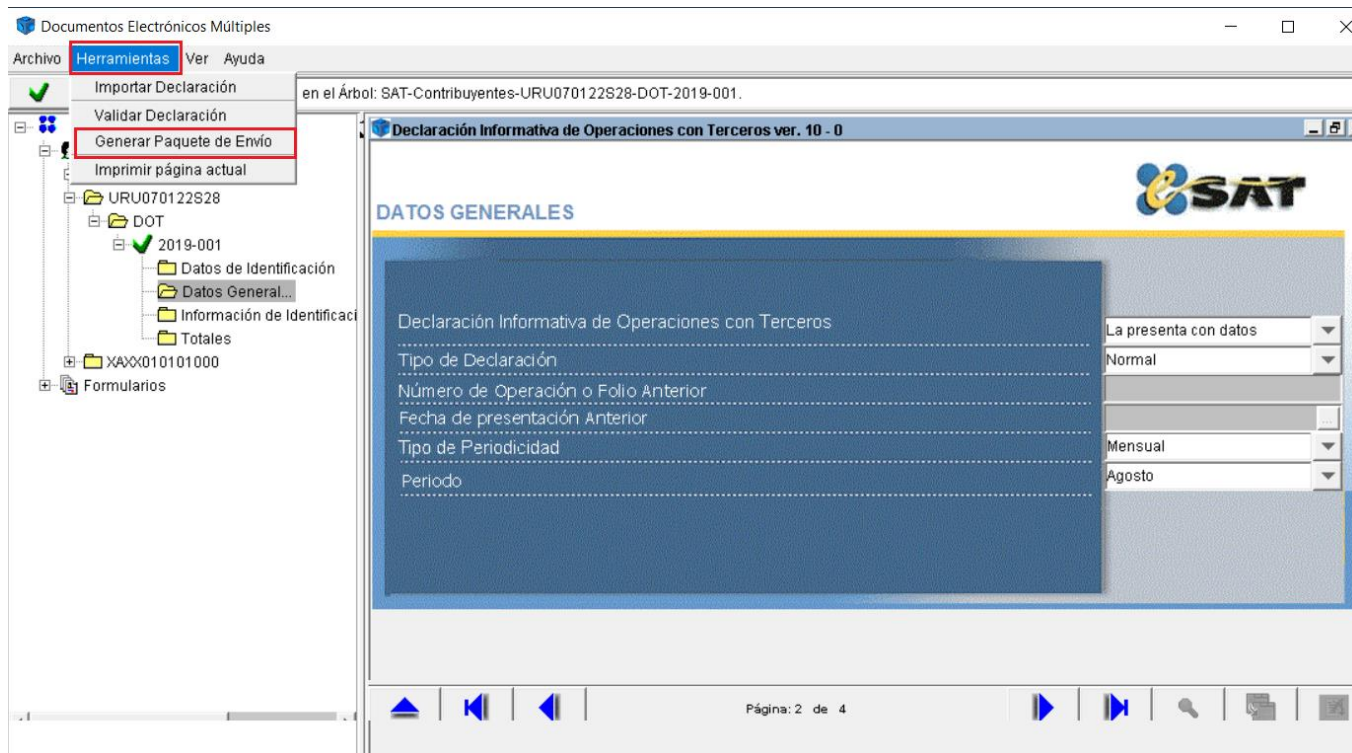 Documentos Electrónicos Múltiples
Archivo Herramientas Ver Ayuda
Importar Declaración
en el Árbol: SAT-Contribuyentes-URU070122S28-DOT-2019-001.
Validar Declaración
Generar Paquete de Envío
Imprimir página actual
URU070122S28
DOT
2019-001
Datos de Identificación
Datos General...
Información de Identificaci
Totales
XAXX010101000
Formularios
Declaración Informativa de Operaciones con Terceros ver. 10 - 0
eSAT
DATOS GENERALES
Declaración Informativa de Operaciones con Terceros La presenta con datos
Tipo de Declaración Normal
Número de Operación o Folio Anterior
Fecha de presentación Anterior ...
Tipo de Periodicidad Mensual
Periodo Agosto
Página: 2 de 4